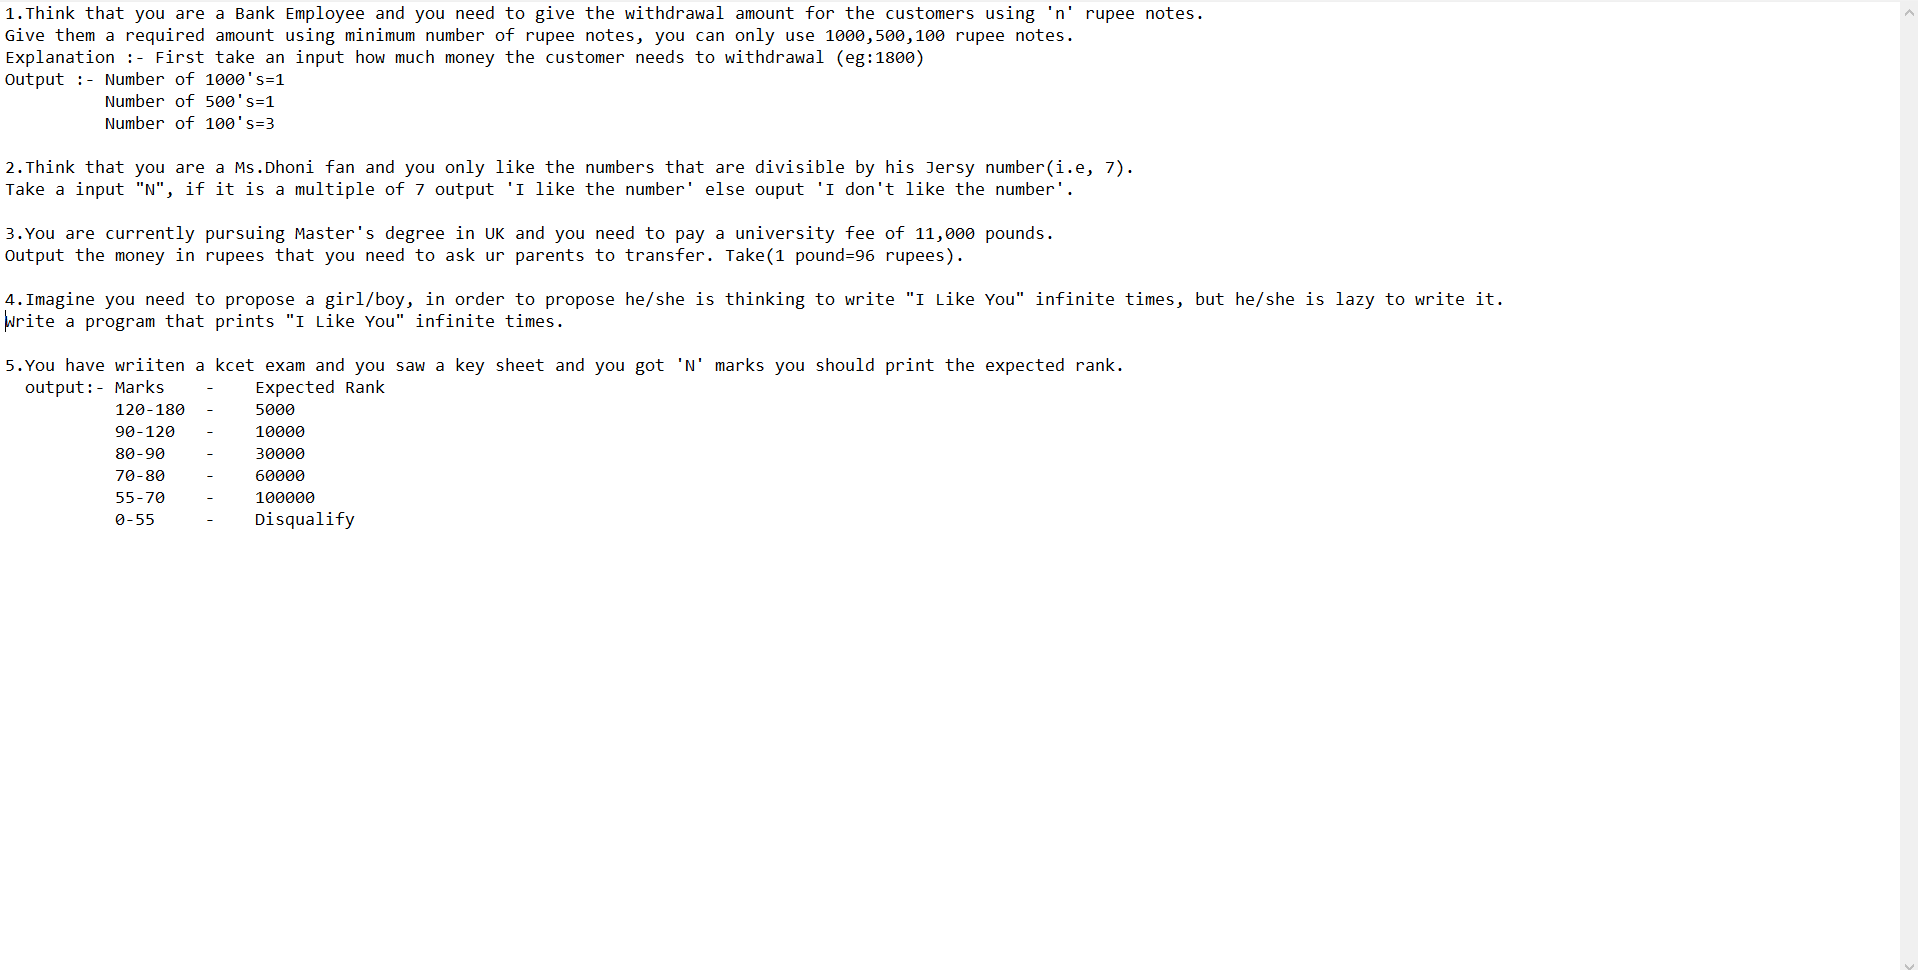 1.Think that you are a Bank Employee and you need to give the withdrawal amount for the customers using 'n' rupee notes.
Give them a required amount using minimum number of rupee notes, you can only use 1000,500,100 rupee notes.
Explanation :- First take an input how much money the customer needs to withdrawal (eg:1800)
Output :- Number of 1000's=1
Number of 500's=1
Number of 100's=3
2.Think that you are a Ms.Dhoni fan and you only like the numbers that are divisible by his Jersy number(i.e, 7).
Take a input "N", if it is a multiple of 7 output 'I like the number' else ouput 'I don't like the number'.
3.You are currently pursuing Master's degree in UK and you need to pay a university fee of 11,000 pounds.
Output the money in rupees that you need to ask ur parents to transfer. Take(1 pound=96 rupees).
4.Imagine you need to propose a girl/boy, in order to propose he/she is thinking to write "I Like You" infinite times, but he/she is lazy to write it.
Write a program that prints "I Like You" infinite times.
5.You have wriiten a kcet exam and you saw a key sheet and you got 'N' marks you should print the expected rank.
output:- Marks - Expected Rank
120-180 - 5000
90-120 - 10000
80-90 - 30000
70-80 - 60000
55-70 - 100000
0-55 - Disqualify